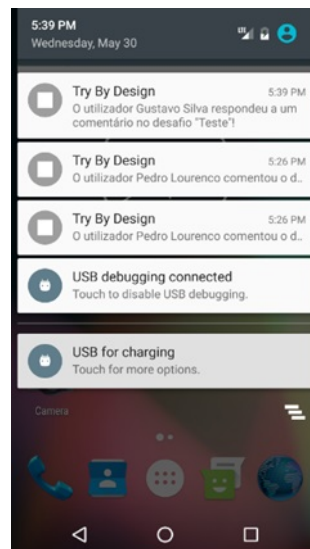 5:39 PM
Wednesday, May 30
LTE
Try By Design
5:39 PM
O utilizador Gustavo Silva respondeu a um
comentário no desafio "Teste"!
Try By Design
5:26 PM
O utilizador Pedro Lourenco comentou o d..
Try By Design
5:26 PM
O utilizador Pedro Lourenco comentou o d..
USB debugging connected
Touch to disable USB debugging.
USB for charging
Touch for more options.
Camera